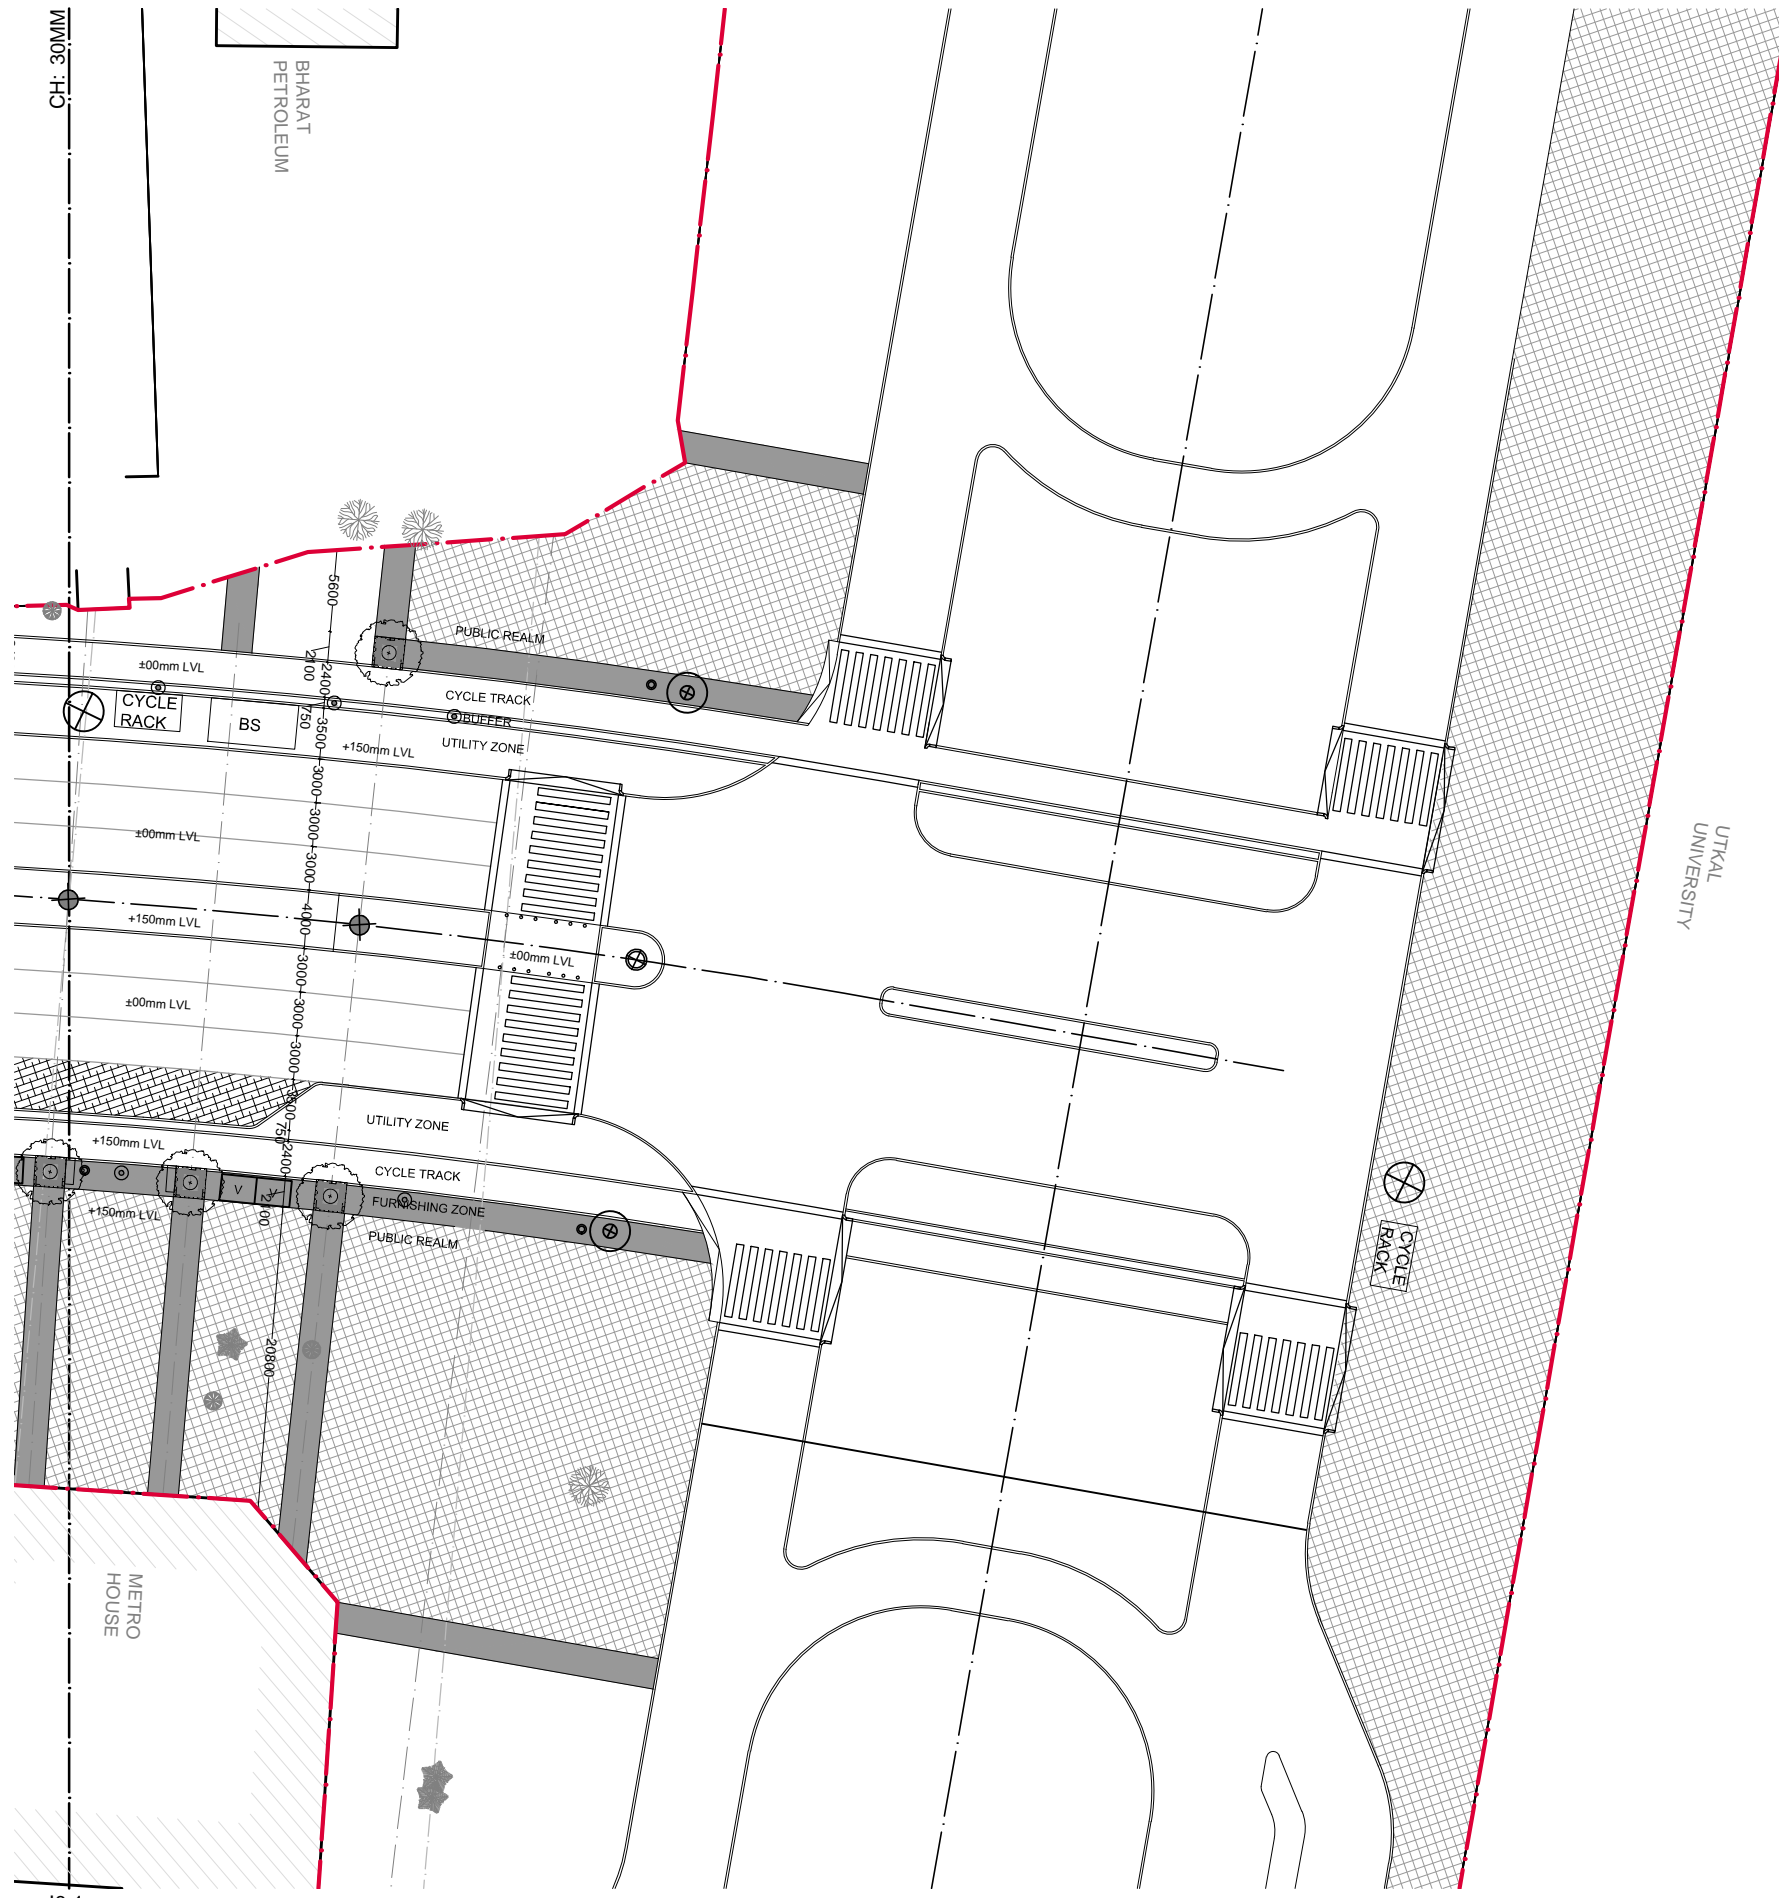 CH: 30MM
BHARAT
PETROLEUM
5600
PUBLIC REALM
±00mm LVL
2100
2400
CYCLE TRACK
CYCLE
RACK
BS
750
BUFFER
3500
UTILITY ZONE
+150mm LVL
3000
3000
±00mm LVL
3000
UTKAL
UNIVERSITY
4000
+150mm LVL
±00mm LVL
3000
±00mm LVL
3000
3000
UTILITY ZONE
750
+150mm LVL
2400
CYCLE TRACK
V
2100
FURNISHING ZONE
+150mm LVL
PUBLIC REALM
CYCLE
RACK
20800
METRO
HOUSE